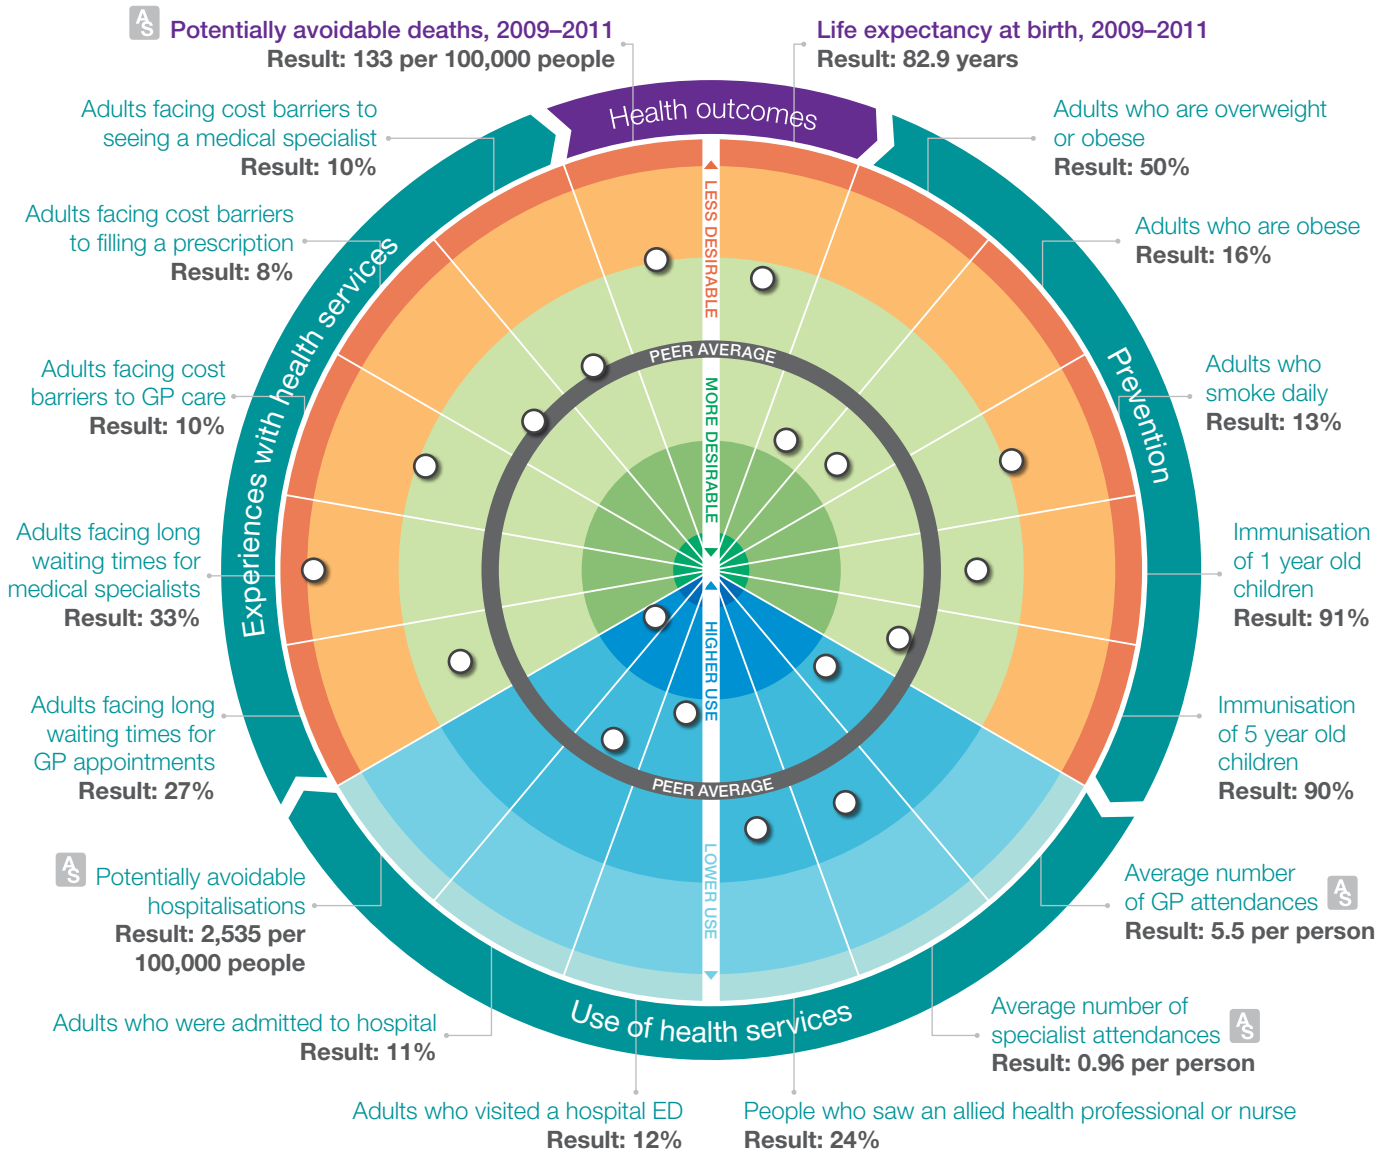 AS Potentially avoidable deaths, 2009–2011
Result: 133 per 100,000 people
Life expectancy at birth, 2009–2011
Result: 82.9 years
Health outcomes
Adults facing cost barriers to
seeing a medical specialist
Result: 10%
Adults who are overweight
or obese
Result: 50%
Adults facing cost barriers
to filling a prescription
Result: 8%
Adults who are obese
Result: 16%
Adults facing cost
barriers to GP care
Result: 10%
Adults who
smoke daily
Result: 13%
Adults facing long
waiting times for
medical specialists
Result: 33%
Immunisation
of 1 year old
children
Result: 91%
Adults facing long
waiting times for
GP appointments
Result: 27%
Immunisation
of 5 year old
children
Result: 90%
Experiences with health services
Prevention
LESS DESIRABLE
PEER AVERAGE
MORE DESIRABLE
HIGHER USE
PEER AVERAGE
LOWER USE
Use of health services
AS Potentially avoidable
hospitalisations
Result: 2,535 per
100,000 people
Average number
of GP attendances AS
Result: 5.5 per person
Adults who were admitted to hospital
Result: 11%
Average number of
specialist attendances AS
Result: 0.96 per person
Adults who visited a hospital ED
Result: 12%
People who saw an allied health professional or nurse
Result: 24%